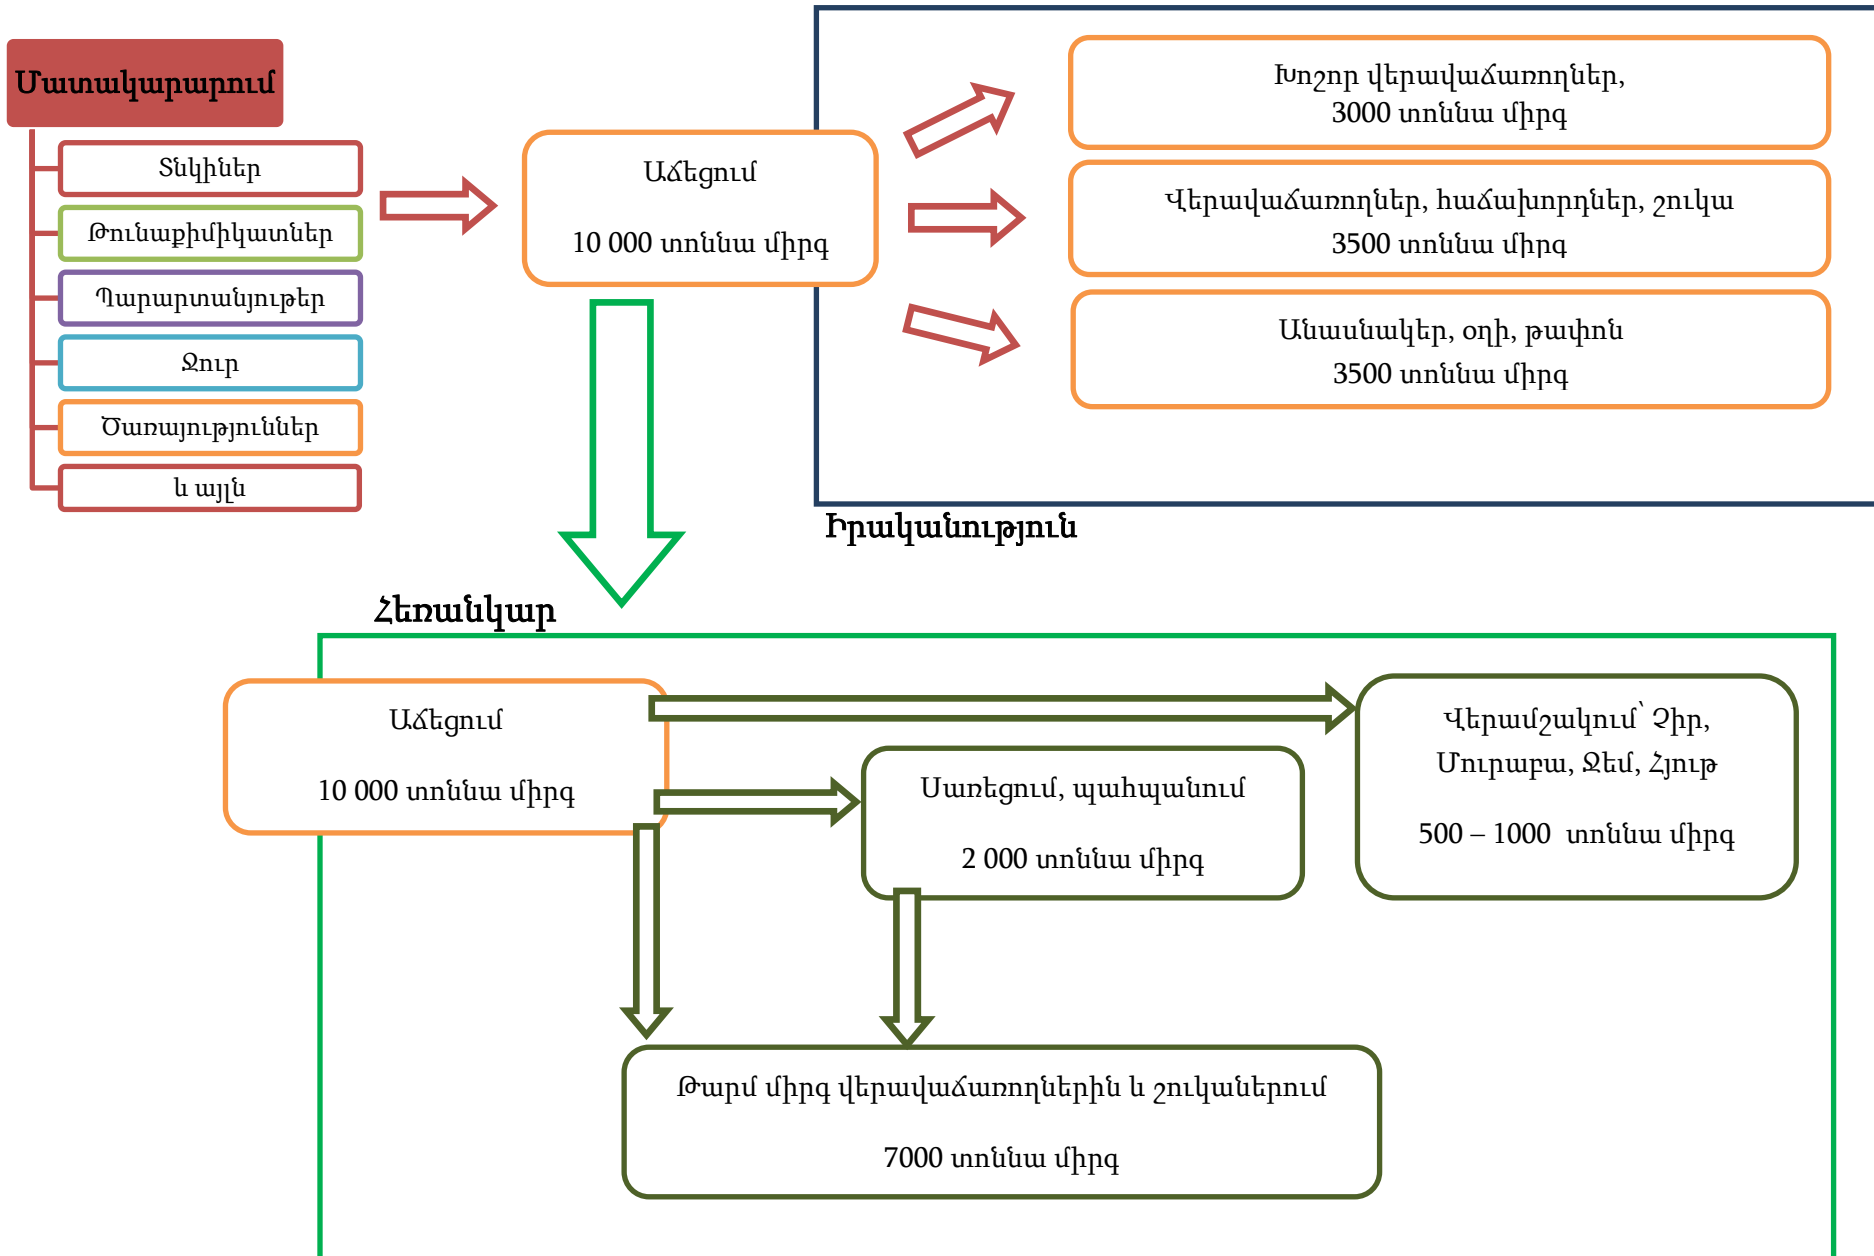 Մատակարարում
Տնկիներ
Թունաքիմիկատներ
Պարարտանյութեր
Ջուր
Ծառայություններ
և այլն
Աճեցում
10 000 տոննա միրգ
Խոշոր վերավաճառողներ,
3000 տոննա միրգ
Վերավաճառողներ, հաճախորդներ, շուկա
3500 տոննա միրգ
Անասնակեր, օղի, թափոն
3500 տոննա միրգ
Իրականություն
Հեռանկար
Աճեցում
10 000 տոննա միրգ
Սառեցում, պահպանում
2 000 տոննա միրգ
Վերամշակում՝ Չիր,
Մուրաբա, Ջեմ, Հյութ
500 – 1000 տոննա միրգ
Թարմ միրգ վերավաճառողներին և շուկաներում
7000 տոննա միրգ